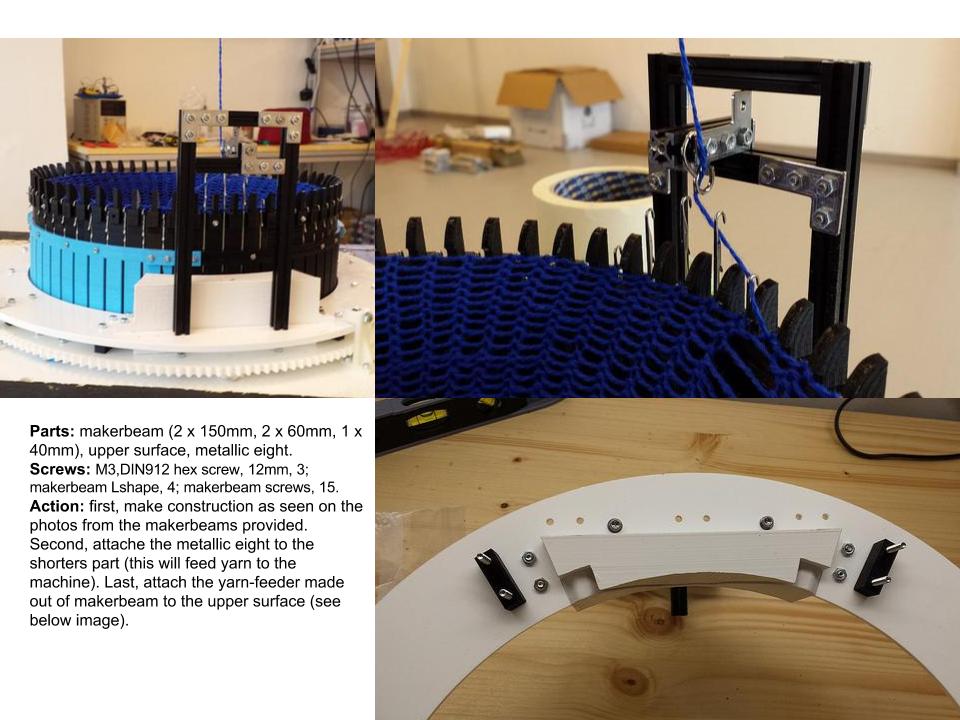 Parts: makerbeam (2 x 150mm, 2 x 60mm, 1 x
40mm), upper surface, metallic eight.
Screws: M3,DIN912 hex screw, 12mm, 3;
makerbeam Lshape, 4; makerbeam screws, 15.
Action: first, make construction as seen on the
photos from the makerbeams provided.
Second, attache the metallic eight to the
shorters part (this will feed yarn to the
machine). Last, attach the yarn-feeder made
out of makerbeam to the upper surface (see
below image).